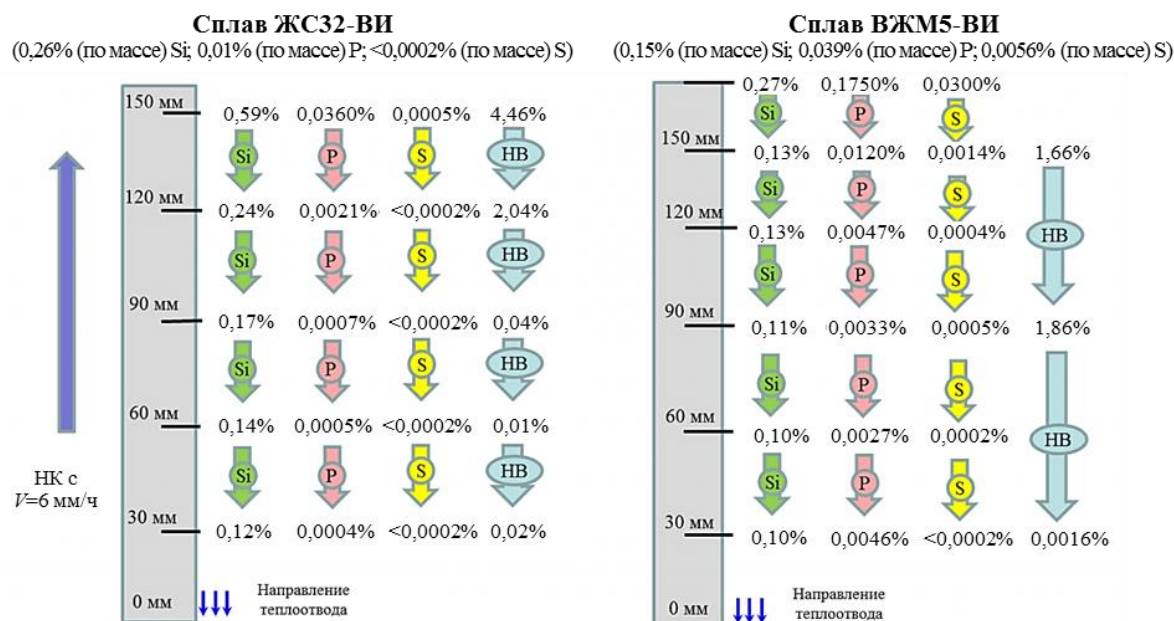 Сплав ЖС32-ВИ
(0,26% (по массе) Si; 0,01% (по массе) P; <0,0002% (по массе) S)
150 мм
0,59% 0,0360% 0,0005% 4,46%
Si P S НВ
120 мм
0,24% 0,0021% <0,0002% 2,04%
Si P S НВ
90 мм
0,17% 0,0007% <0,0002% 0,04%
Si P S НВ
60 мм
0,14% 0,0005% <0,0002% 0,01%
Si P S НВ
30 мм
0,12% 0,0004% <0,0002% 0,02%
0 мм
Направление
теплоотвода
НК с
V=6 мм/ч
Сплав ВЖМ5-ВИ
(0,15% (по массе) Si; 0,039% (по массе) P; 0,0056% (по массе) S)
0,27% 0,1750% 0,0300%
Si P S
150 мм
0,13% 0,0120% 0,0014% 1,66%
Si P S
120 мм
0,13% 0,0047% 0,0004%
НВ
Si P S
90 мм
0,11% 0,0033% 0,0005% 1,86%
Si P S
60 мм
0,10% 0,0027% 0,0002%
НВ
Si P S
30 мм
0,10% 0,0046% <0,0002% 0,0016%
0 мм
Направление
теплоотвода